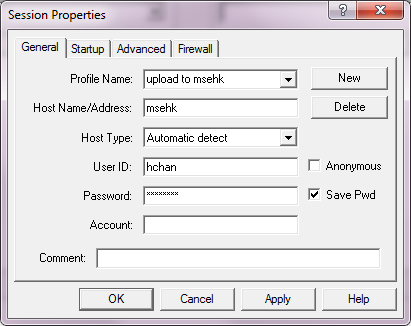 Session Properties
General Startup Advanced Firewall
Profile Name: upload to msehk New
Host Name/Address: msehk Delete
Host Type: Automatic detect
User ID: hchan Anonymous
Password: ******** Save Pwd
Account:
Comment:
OK Cancel Apply Help